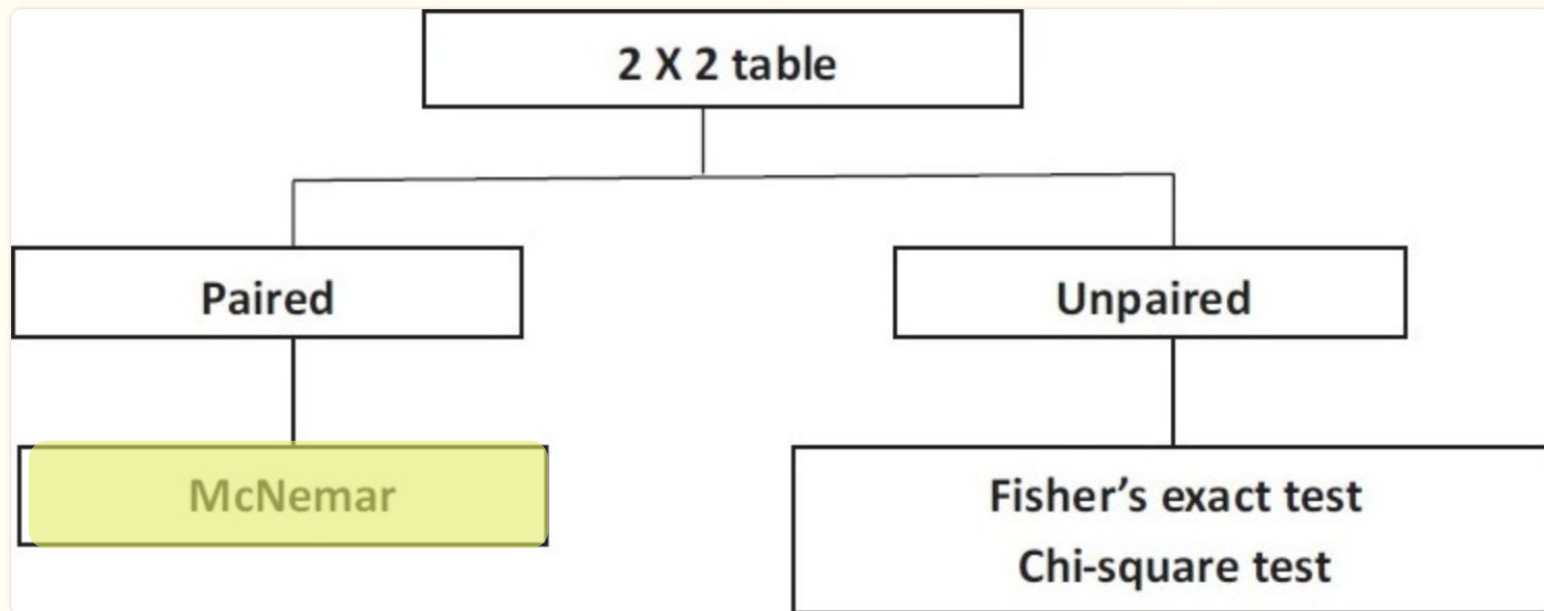 2 X 2 table
Paired
Unpaired
McNemar
Fisher’s exact test
Chi-square test